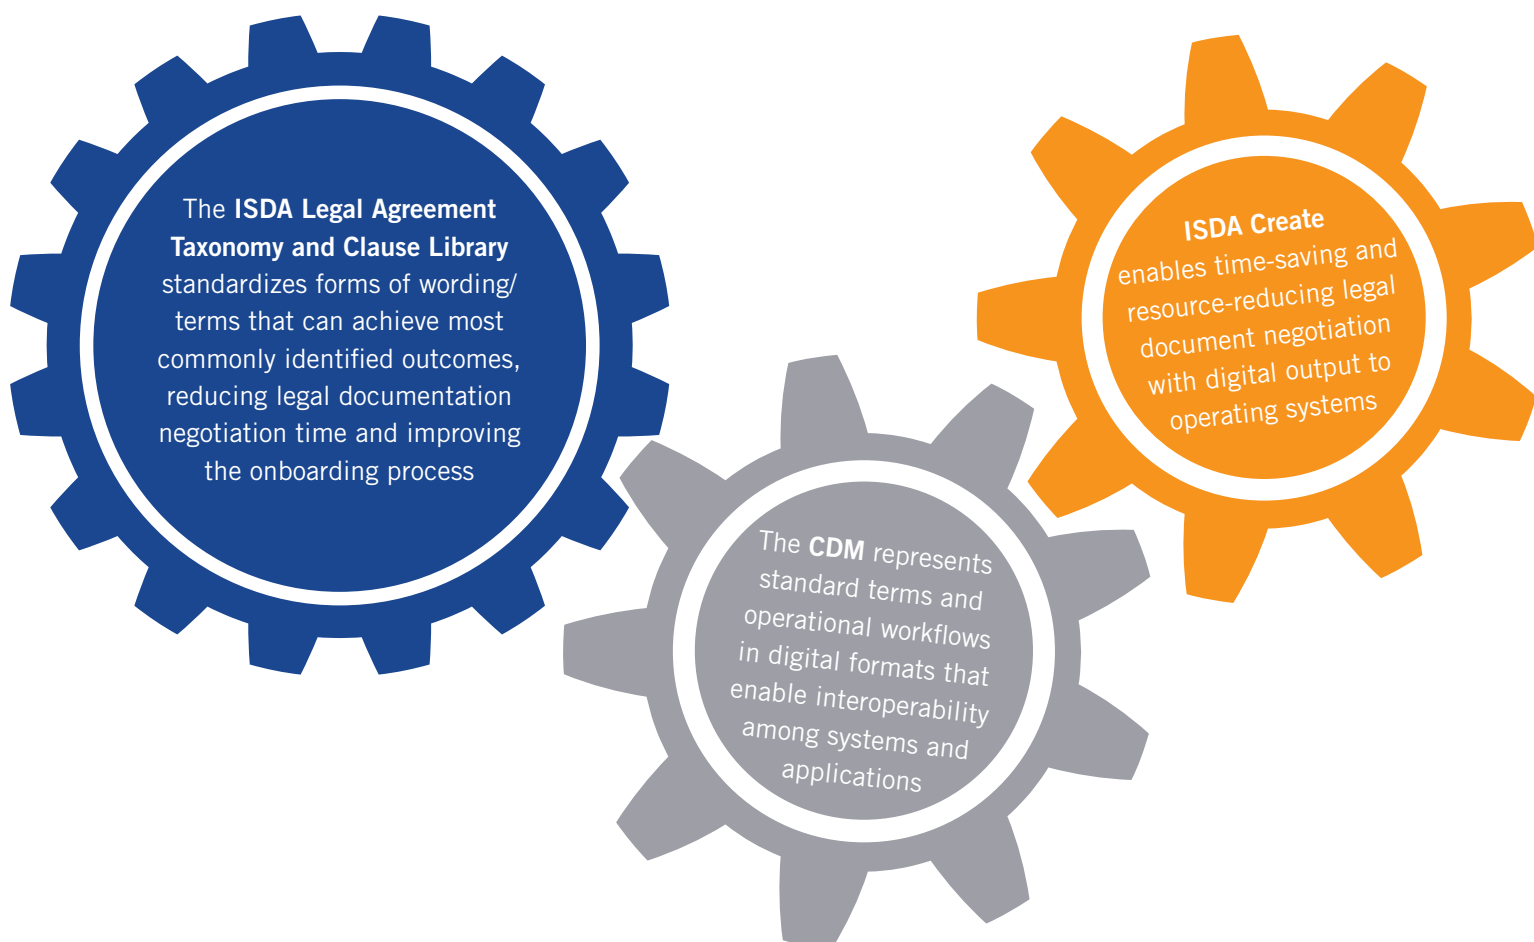 The ISDA Legal Agreement
Taxonomy and Clause Library
standardizes forms of wording/
terms that can achieve most
commonly identified outcomes,
reducing legal documentation
negotiation time and improving
the onboarding process
The CDM represents
standard terms and
operational workflows
in digital formats that
enable interoperability
among systems and
applications
ISDA Create
enables time-saving and
resource-reducing legal
document negotiation
with digital output to
operating systems